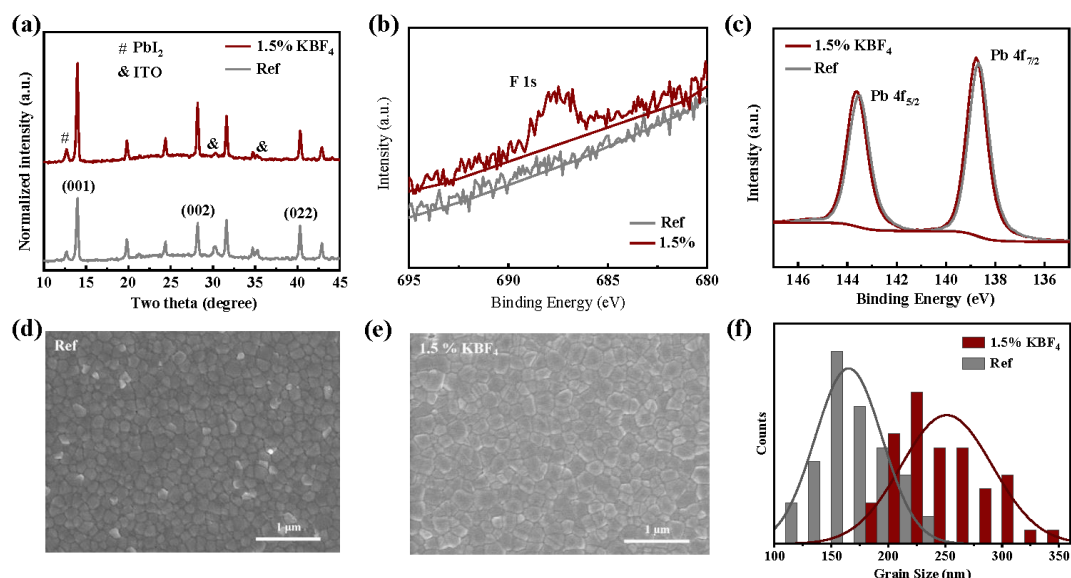 (a)
# PbI2
& ITO
1.5% KBF4
Ref
Normalized intensity (a.u.)
#
&
&
(001)
(002)
(022)
10 15 20 25 30 35 40 45
Two theta (degree)
(b)
F 1s
Intensity (a.u.)
Ref
1.5%
695 690 685 680
Binding Energy (eV)
(c)
1.5% KBF4
Ref
Pb 4f7/2
Pb 4f5/2
Intensity (a.u.)
146 144 142 140 138 136
Binding Energy (eV)
(d)
Ref
1 μm
(e)
1.5 % KBF4
1 μm
(f)
1.5% KBF4
Ref
Counts
100 150 200 250 300 350
Grain Size (nm)